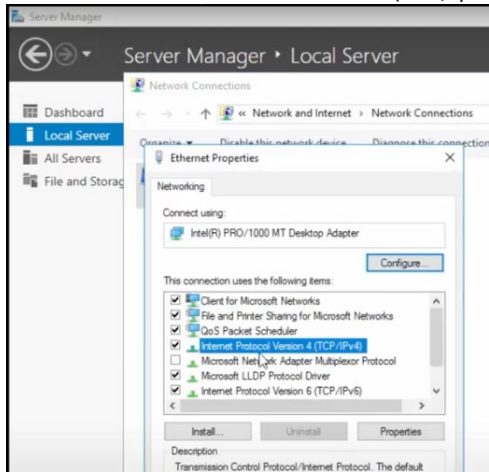 Server Manager
Server Manager • Local Server
Network Connections
« Network and Internet > Network Connections
Dashboard
Local Server
All Servers
File and Storag
Organize Disable this network device Diagnose this connection
Ethernet Properties
Networking
Connect using:
Intel(R) PRO/1000 MT Desktop Adapter
Configure...
This connection uses the following items:
Client for Microsoft Networks
File and Printer Sharing for Microsoft Networks
QoS Packet Scheduler
Internet Protocol Version 4 (TCP/IPv4)
Microsoft Network Adapter Multiplexor Protocol
Microsoft LLDP Protocol Driver
Internet Protocol Version 6 (TCP/IPv6)
Install... Uninstall Properties
Description
Transmission Control Protocol/Internet Protocol. The default